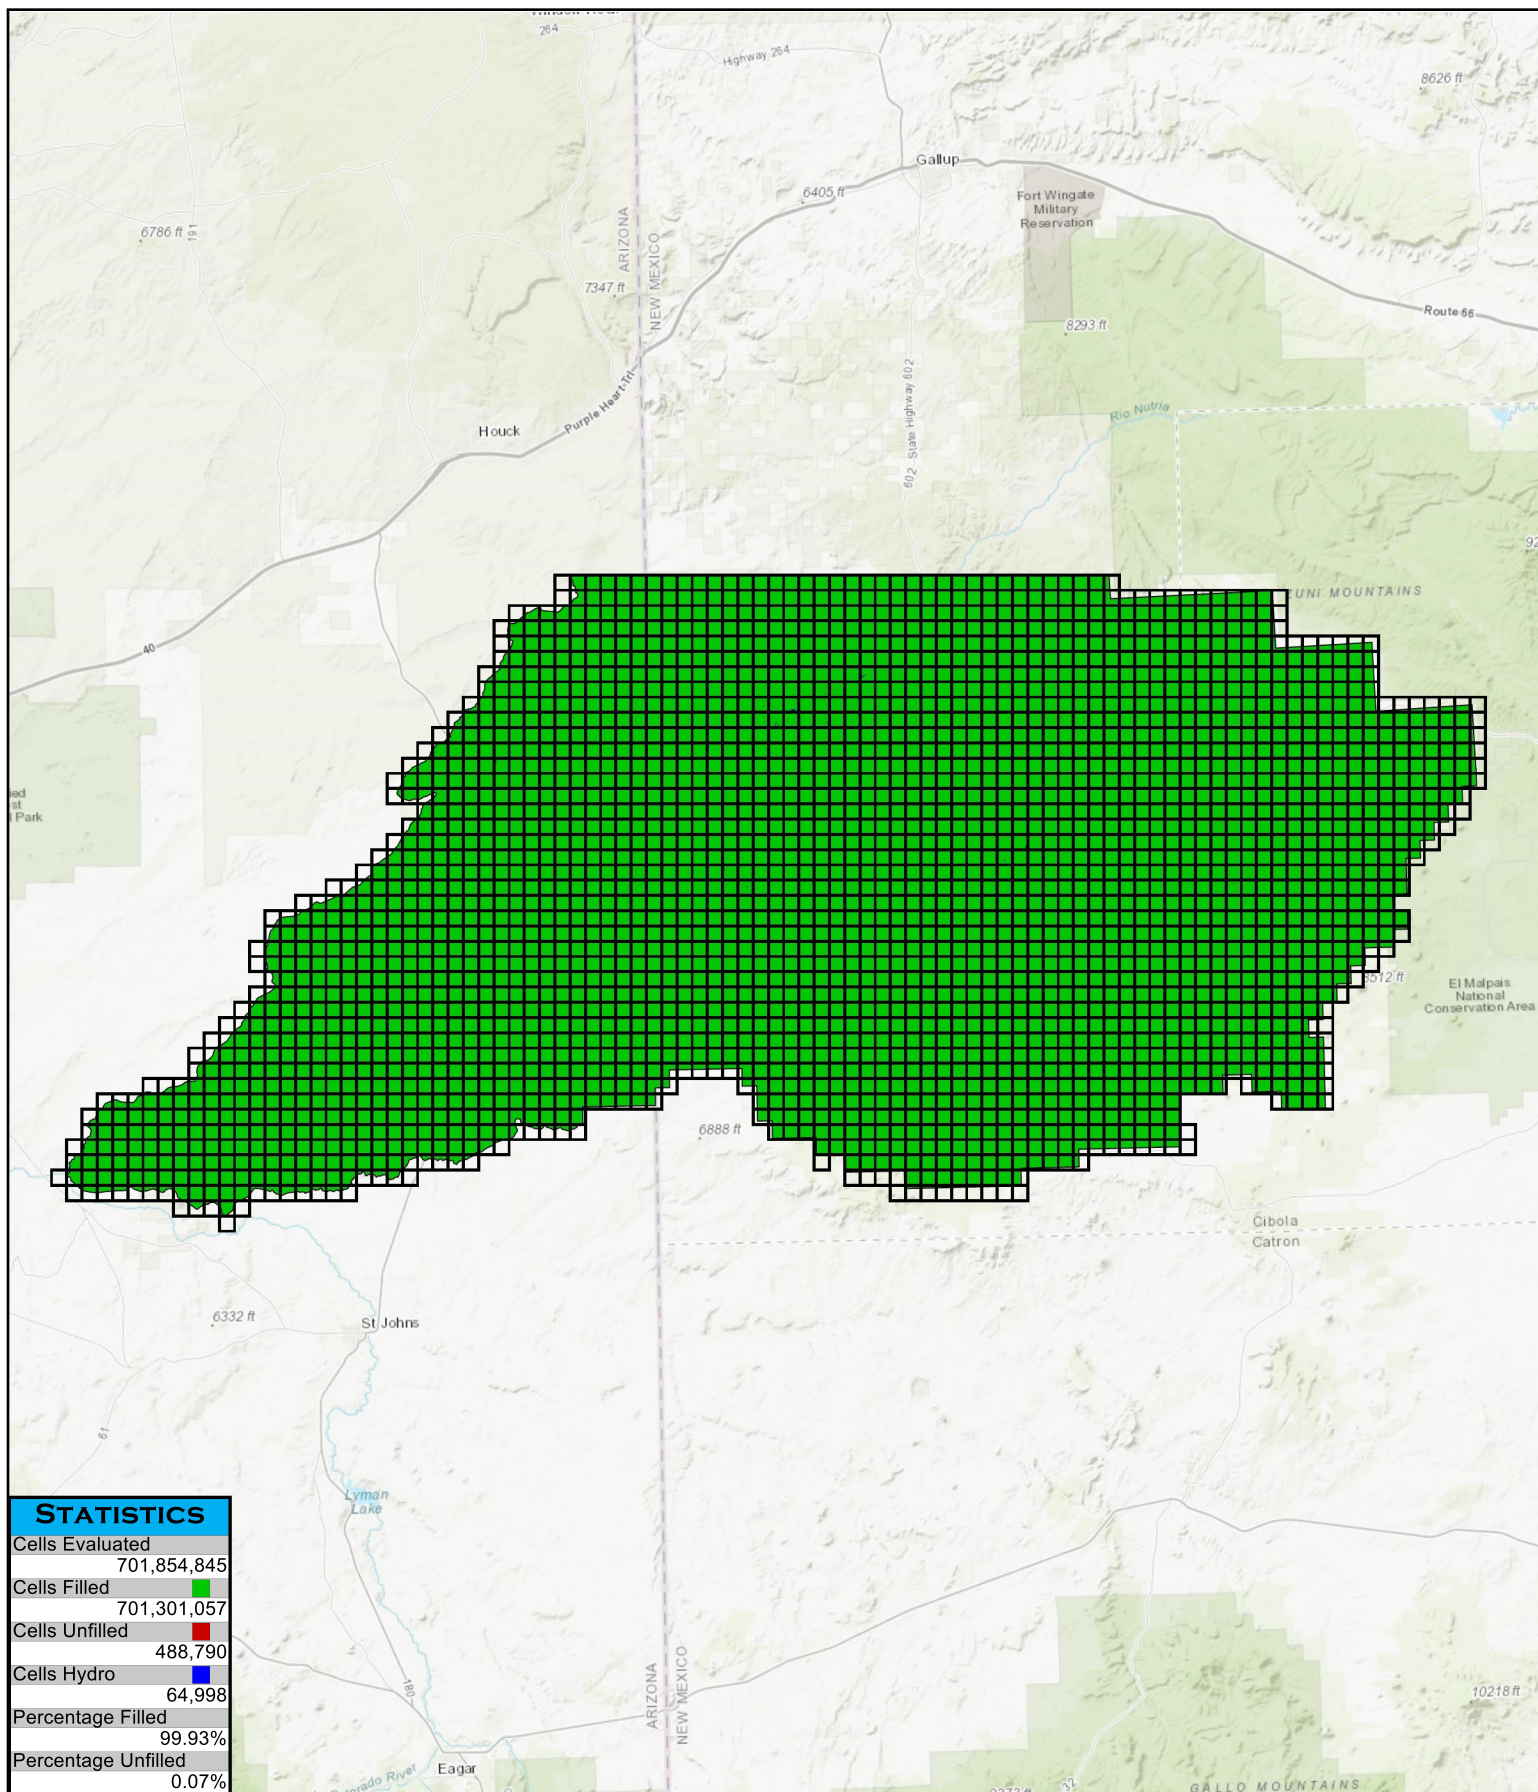 264
Highway 264
8626 ft
Gallup
6405 ft
Fort Wingate
Military
Reservation
6786 ft
191
ARIZONA
NEW MEXICO
7347 ft
Route 66
8293 ft
Purple Heart Trl
602 - State Highway 602
Rio Nutria
Houck
ZUNI MOUNTAINS
40
Park
8512 ft
El Malpais
National
Conservation Area
6888 ft
Cibola
Catron
6332 ft
St Johns
61
Lyman
Lake
STATISTICS
Cells Evaluated
701,854,845
Cells Filled
701,301,057
Cells Unfilled
488,790
Cells Hydro
64,998
Percentage Filled
99.93%
Percentage Unfilled
0.07%
180
ARIZONA
NEW MEXICO
10218 ft
Eagar
32
GALLO MOUNTAINS